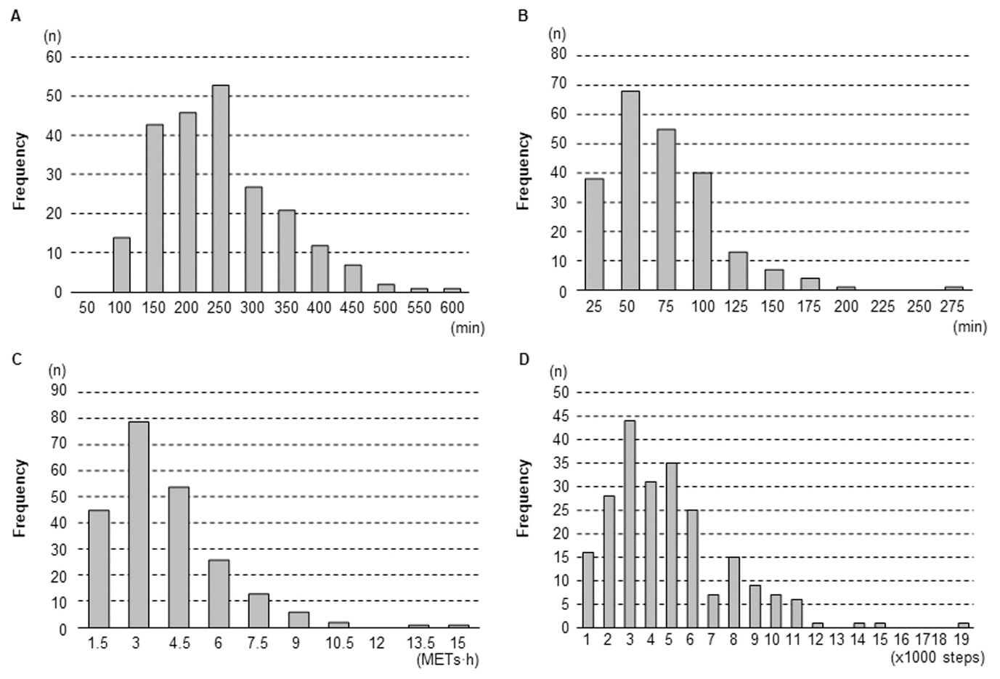 A
(n)
60
50
40
30
20
10
0
Frequency
50 100 150 200 250 300 350 400 450 500 550 600
(min)
B
(n)
80
70
60
50
40
30
20
10
0
Frequency
25 50 75 100 125 150 175 200 225 250 275
(min)
C
(n)
90
80
70
60
50
40
30
20
10
0
Frequency
1.5 3 4.5 6 7.5 9 10.5 12 13.5 15
(METs·h)
D
(n)
50
45
40
35
30
25
20
15
10
5
0
Frequency
1 2 3 4 5 6 7 8 9 10 11 12 13 14 15 16 17 18 19
(x1000 steps)